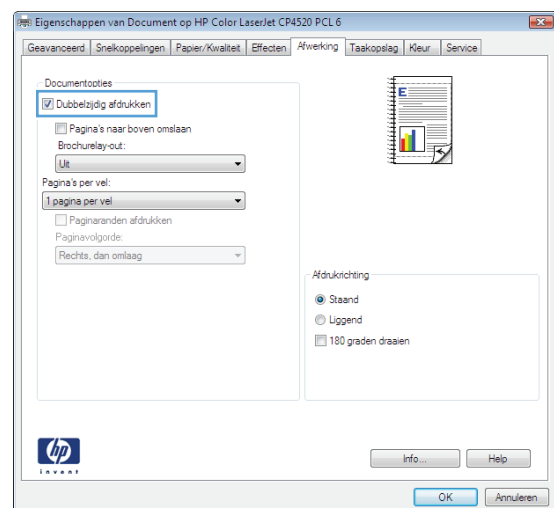 Eigenschappen van Document op HP Color LaserJet CP4520 PCL 6
Geavanceerd Snelkoppelingen Papier/Kwaliteit Effecten Afwerking Taakopslag Kleur Service
Documentopties
Dubbelzijdig afdrukken
Pagina's naar boven omslaan
Brochurelay-out:
Uit
Pagina's per vel:
1 pagina per vel
Paginaranden afdrukken
Paginavolgorde:
Rechts, dan omlaag
E
Afdrukrichting
Staand
Liggend
180 graden draaien
hp
invent
Info... Help
OK Annuleren